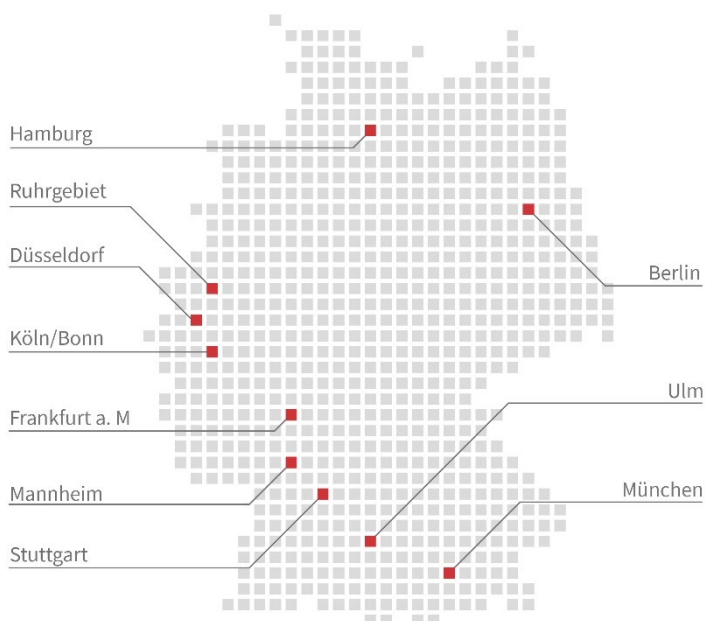 Hamburg
Ruhrgebiet
Düsseldorf
Berlin
Köln/Bonn
Ulm
Frankfurt a. M
Mannheim
München
Stuttgart